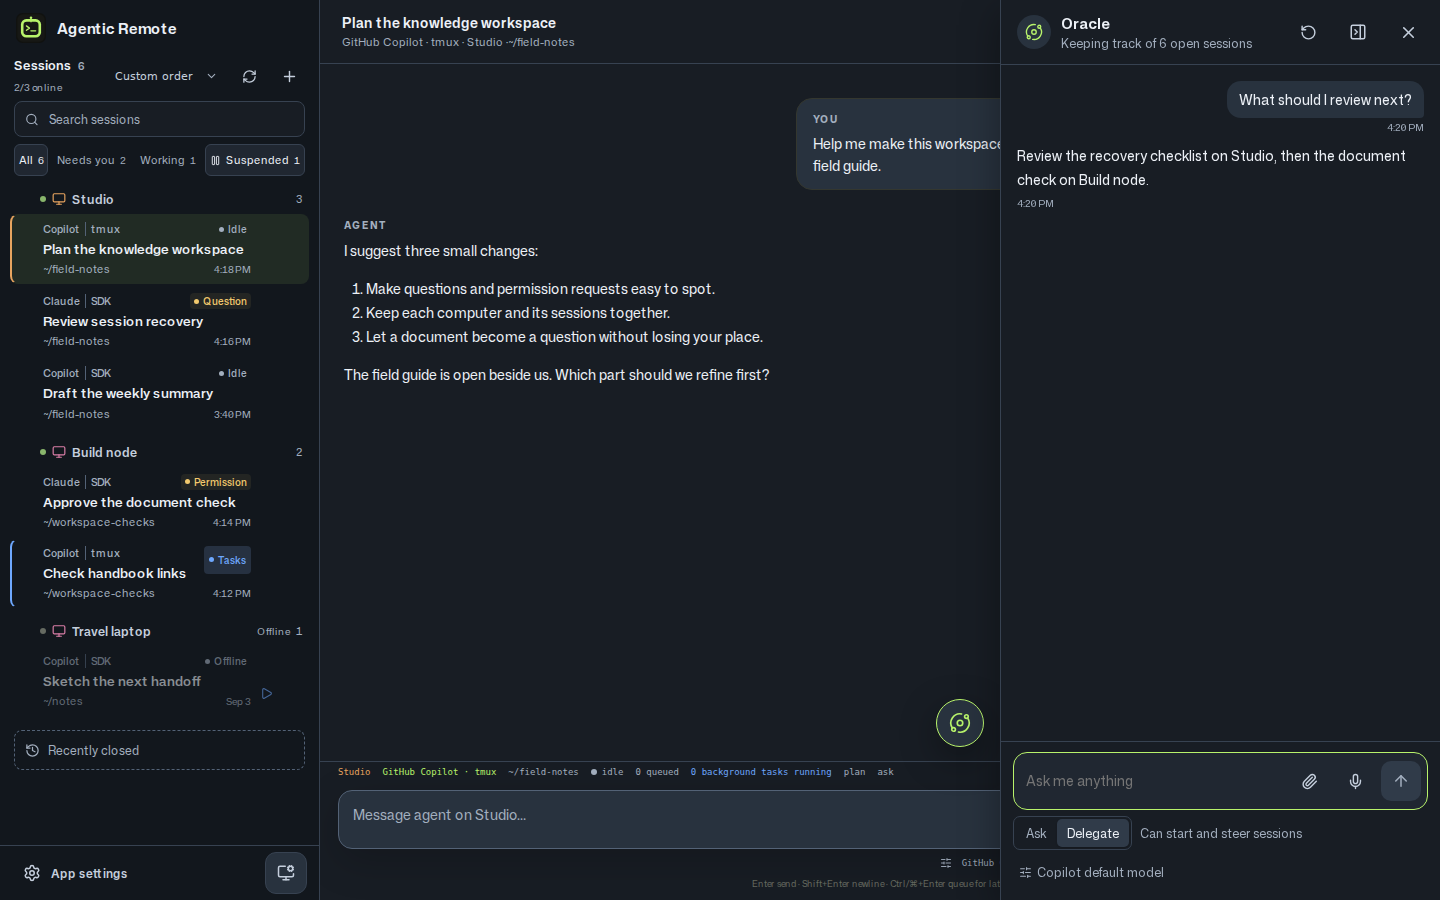 Agentic Remote
Sessions 6
2/3 online
Custom order
Search sessions
All 6
Needs you 2
Working 1
Suspended 1
Studio 3
Copilot | tmux
Idle
Plan the knowledge workspace
~/field-notes
4:18 PM
Claude | SDK
Question
Review session recovery
~/field-notes
4:16 PM
Copilot | SDK
Idle
Draft the weekly summary
~/field-notes
3:40 PM
Build node 2
Claude | SDK
Permission
Approve the document check
~/workspace-checks
4:14 PM
Copilot | tmux
Tasks
Check handbook links
~/workspace-checks
4:12 PM
Travel laptop
Offline 1
Copilot | SDK
Offline
Sketch the next handoff
~/notes
Sep 3
Recently closed
App settings
Plan the knowledge workspace
GitHub Copilot · tmux · Studio · ~/field-notes
YOU
Help me make this workspace
field guide.
AGENT
I suggest three small changes:
1. Make questions and permission requests easy to spot.
2. Keep each computer and its sessions together.
3. Let a document become a question without losing your place.
The field guide is open beside us. Which part should we refine first?
Studio GitHub Copilot · tmux ~/field-notes idle 0 queued 0 background tasks running plan ask
Message agent on Studio...
GitHub
Enter send · Shift+Enter newline · Ctrl/⌘+Enter queue for lat
Oracle
Keeping track of 6 open sessions
What should I review next?
4:20 PM
Review the recovery checklist on Studio, then the document
check on Build node.
4:20 PM
Ask me anything
Ask
Delegate
Can start and steer sessions
Copilot default model